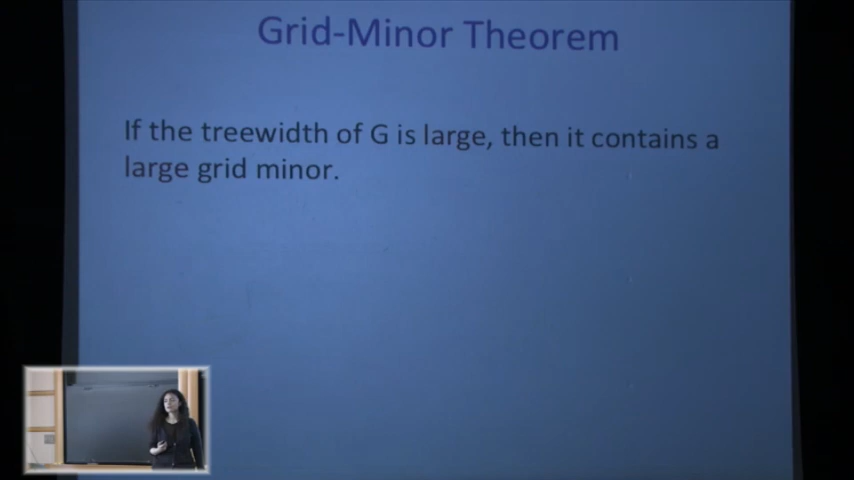 Grid-Minor Theorem
If the treewidth of G is large, then it contains a
large grid minor.